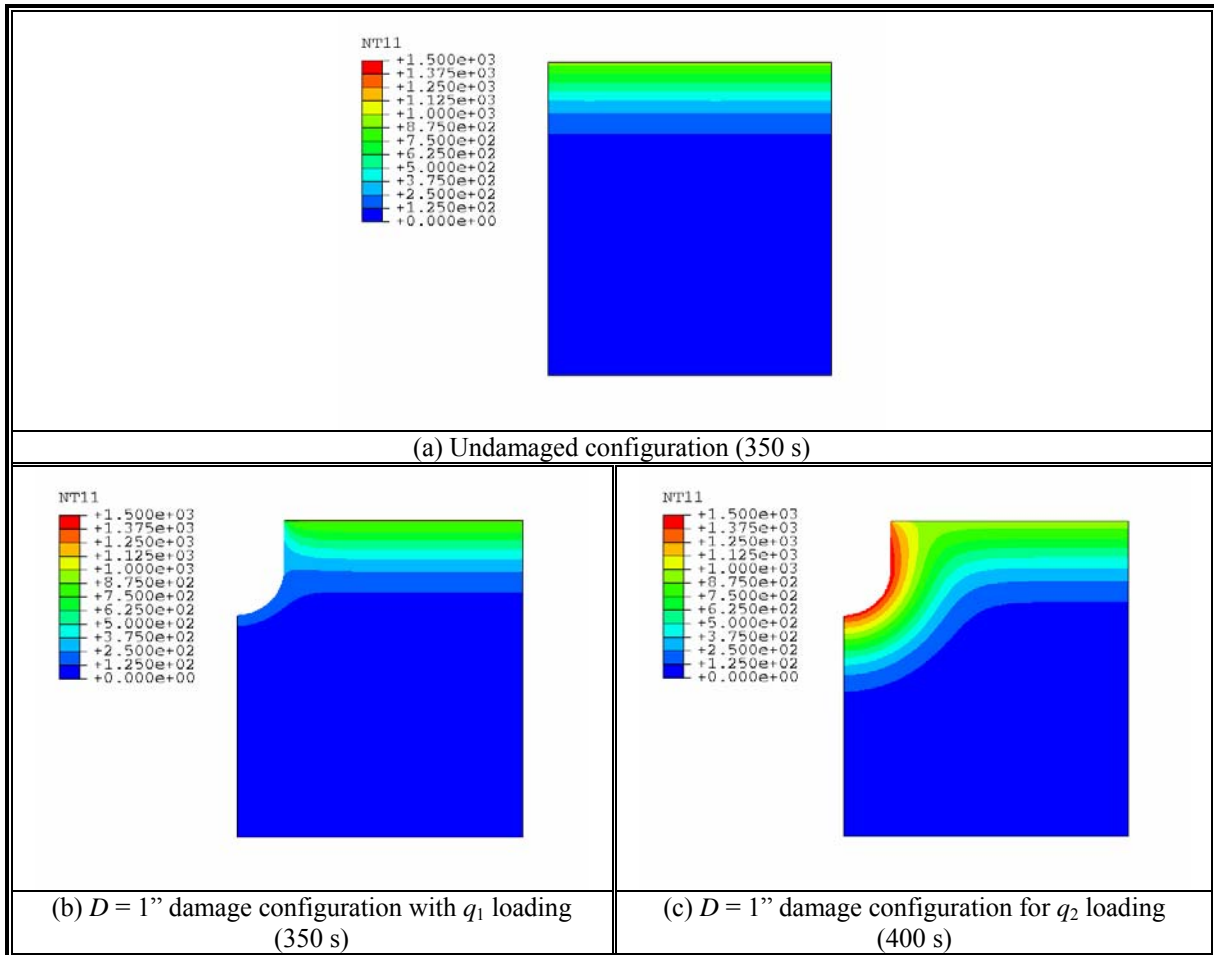 NT11
+1.500e+03
+1.375e+03
+1.250e+03
+1.125e+03
+1.000e+03
+8.750e+02
+7.500e+02
+6.250e+02
+5.000e+02
+3.750e+02
+2.500e+02
+1.250e+02
+0.000e+00
(a) Undamaged configuration (350 s)
NT11
+1.500e+03
+1.375e+03
+1.250e+03
+1.125e+03
+1.000e+03
+8.750e+02
+7.500e+02
+6.250e+02
+5.000e+02
+3.750e+02
+2.500e+02
+1.250e+02
+0.000e+00
(b) D = 1” damage configuration with q₁ loading
(350 s)
NT11
+1.500e+03
+1.375e+03
+1.250e+03
+1.125e+03
+1.000e+03
+8.750e+02
+7.500e+02
+6.250e+02
+5.000e+02
+3.750e+02
+2.500e+02
+1.250e+02
+0.000e+00
(c) D = 1” damage configuration for q₂ loading
(400 s)